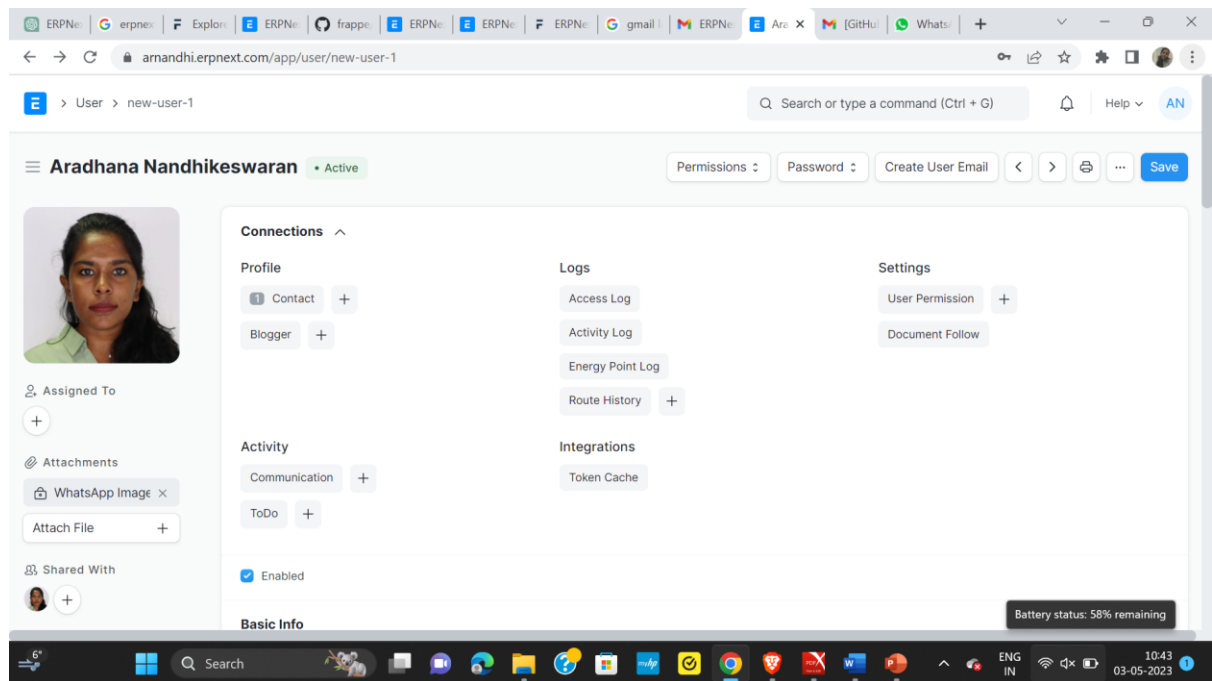 ERPNe: erpnex Explor ERPNe: frappe, ERPNe: ERPNe: ERPNe: gmail l ERPNe: Ara [GitHul Whats
arnandhi.erpnext.com/app/user/new-user-1
E > User > new-user-1 Search or type a command (Ctrl + G) Help AN
Aradhana Nandhikeswaran • Active Permissions Password Create User Email ... Save
Connections
Profile Logs Settings
1 Contact + Access Log User Permission +
Blogger + Activity Log Document Follow
Energy Point Log
Assigned To Route History +
+
Activity Integrations
Attachments Communication + Token Cache
WhatsApp Image ×
ToDo +
Attach File +
Shared With Enabled
+
Basic Info Battery status: 58% remaining
6° Search ENG 10:43
IN 03-05-2023 1